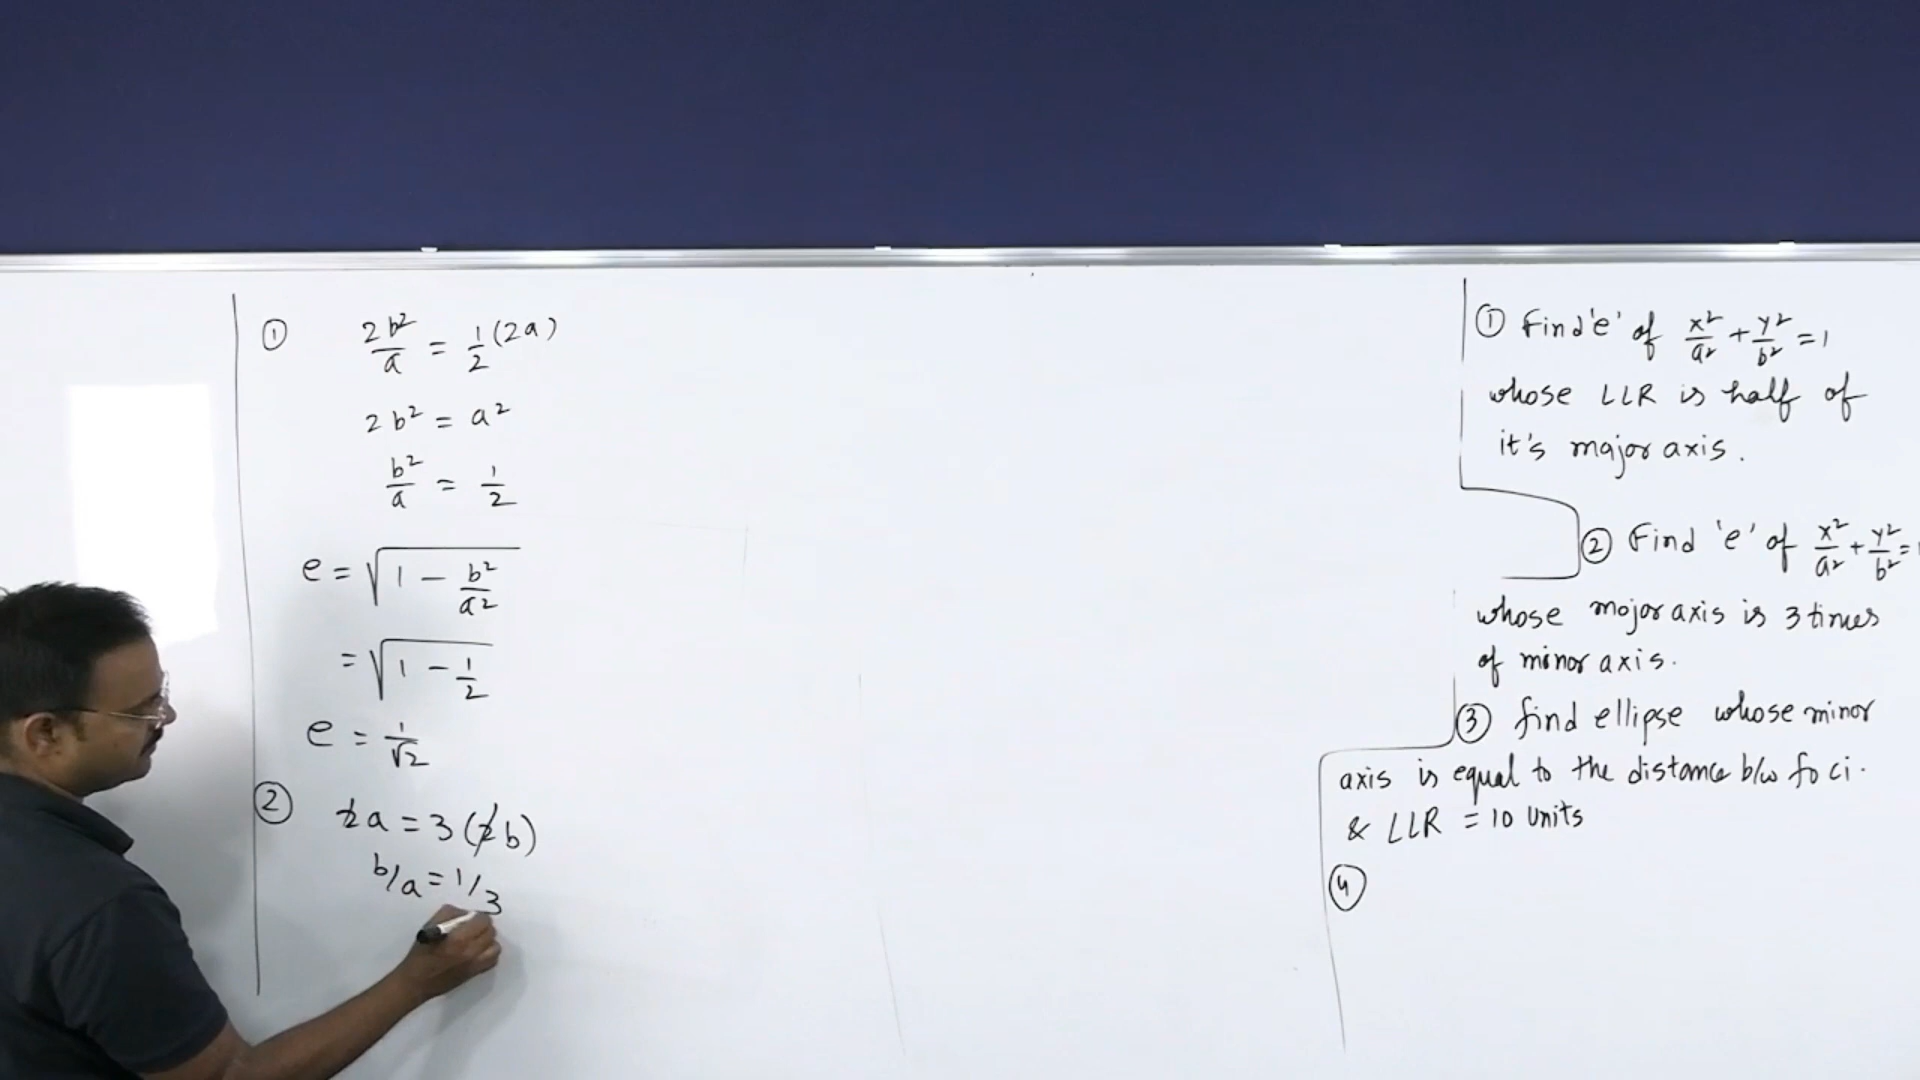 ① 2b²/a = 1/2 (2a)
2b² = a²
b²/a = 1/2
e = √(1 - b²/a²)
= √(1 - 1/2)
e = 1/√2
② 2a = 3(2b)
b/a = 1/3
① Find 'e' of x²/a² + y²/b² = 1
whose LLR is half of
it's major axis.
② Find 'e' of x²/a² + y²/b² = 1
whose mojor axis is 3 times
of minor axis.
③ find ellipse whose minor
axis is equal to the distance b/w foci.
& LLR = 10 units
④